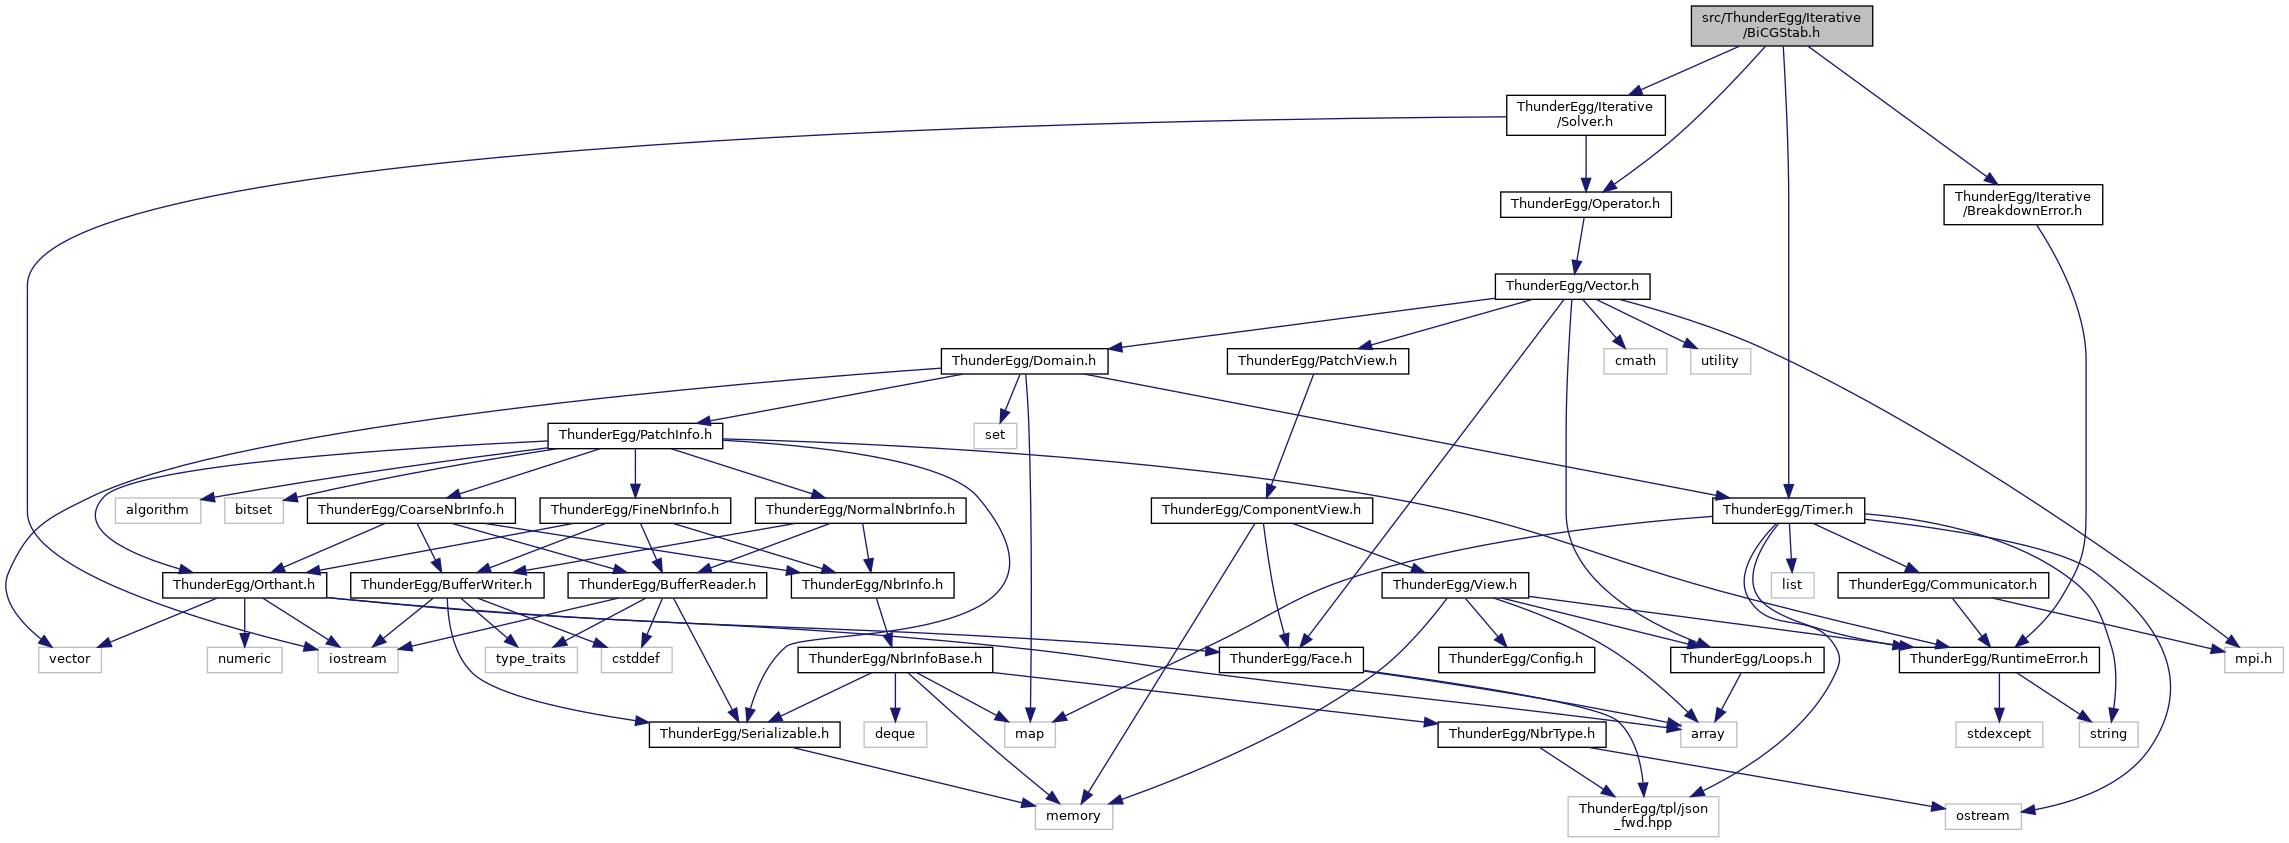 src/ThunderEgg/Iterative
/BiCGStab.h
ThunderEgg/Iterative
/Solver.h
ThunderEgg/Operator.h
ThunderEgg/Iterative
/BreakdownError.h
ThunderEgg/Vector.h
ThunderEgg/Domain.h
ThunderEgg/PatchView.h
cmath
utility
ThunderEgg/PatchInfo.h
set
algorithm
bitset
ThunderEgg/CoarseNbrInfo.h
ThunderEgg/FineNbrInfo.h
ThunderEgg/NormalNbrInfo.h
ThunderEgg/ComponentView.h
ThunderEgg/Timer.h
ThunderEgg/Orthant.h
ThunderEgg/BufferWriter.h
ThunderEgg/BufferReader.h
ThunderEgg/NbrInfo.h
ThunderEgg/View.h
list
ThunderEgg/Communicator.h
vector
numeric
iostream
type_traits
cstddef
ThunderEgg/NbrInfoBase.h
ThunderEgg/Face.h
ThunderEgg/Config.h
ThunderEgg/Loops.h
ThunderEgg/RuntimeError.h
mpi.h
ThunderEgg/Serializable.h
deque
map
ThunderEgg/NbrType.h
array
stdexcept
string
memory
ThunderEgg/tpl/json
_fwd.hpp
ostream